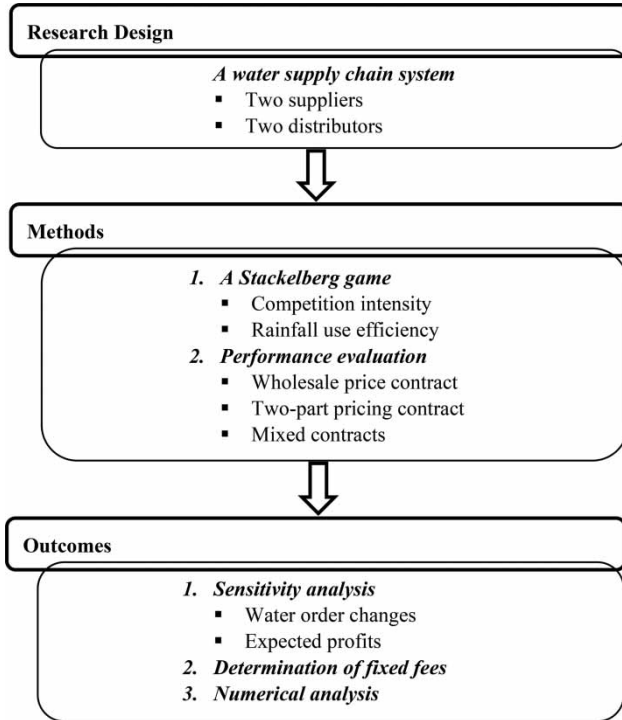 Research Design
A water supply chain system
▪ Two suppliers
▪ Two distributors
Methods
1. A Stackelberg game
▪ Competition intensity
▪ Rainfall use efficiency
2. Performance evaluation
▪ Wholesale price contract
▪ Two-part pricing contract
▪ Mixed contracts
Outcomes
1. Sensitivity analysis
▪ Water order changes
▪ Expected profits
2. Determination of fixed fees
3. Numerical analysis